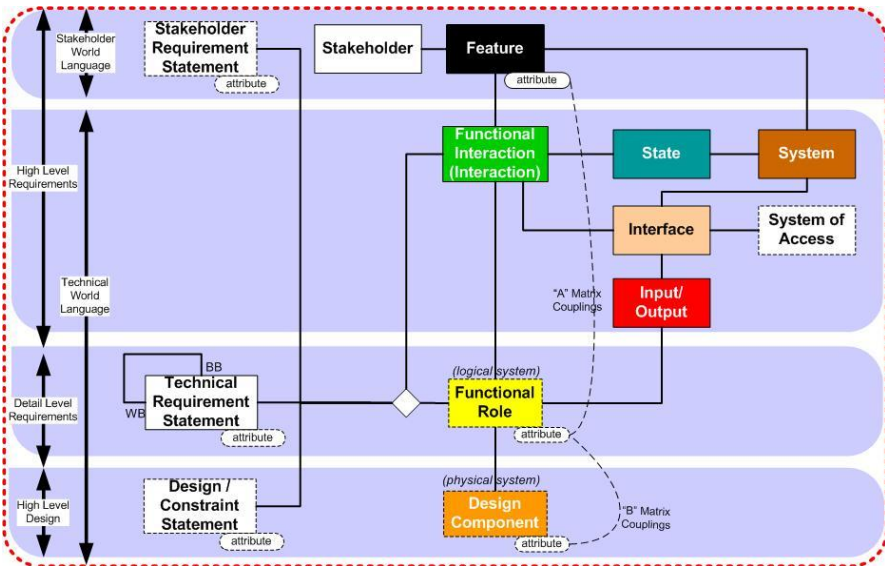 Stakeholder
World
Language
Stakeholder
Requirement
Statement
attribute
Stakeholder
Feature
attribute
High Level
Requirements
Technical
World
Language
Functional
Interaction
(Interaction)
State
System
Interface
System of
Access
"A" Matrix
Couplings
Input/
Output
Detail Level
Requirements
BB
WB
Technical
Requirement
Statement
attribute
(logical system)
Functional
Role
attribute
High Level
Design
Design /
Constraint
Statement
attribute
(physical system)
Design
Component
attribute
"B" Matrix
Couplings